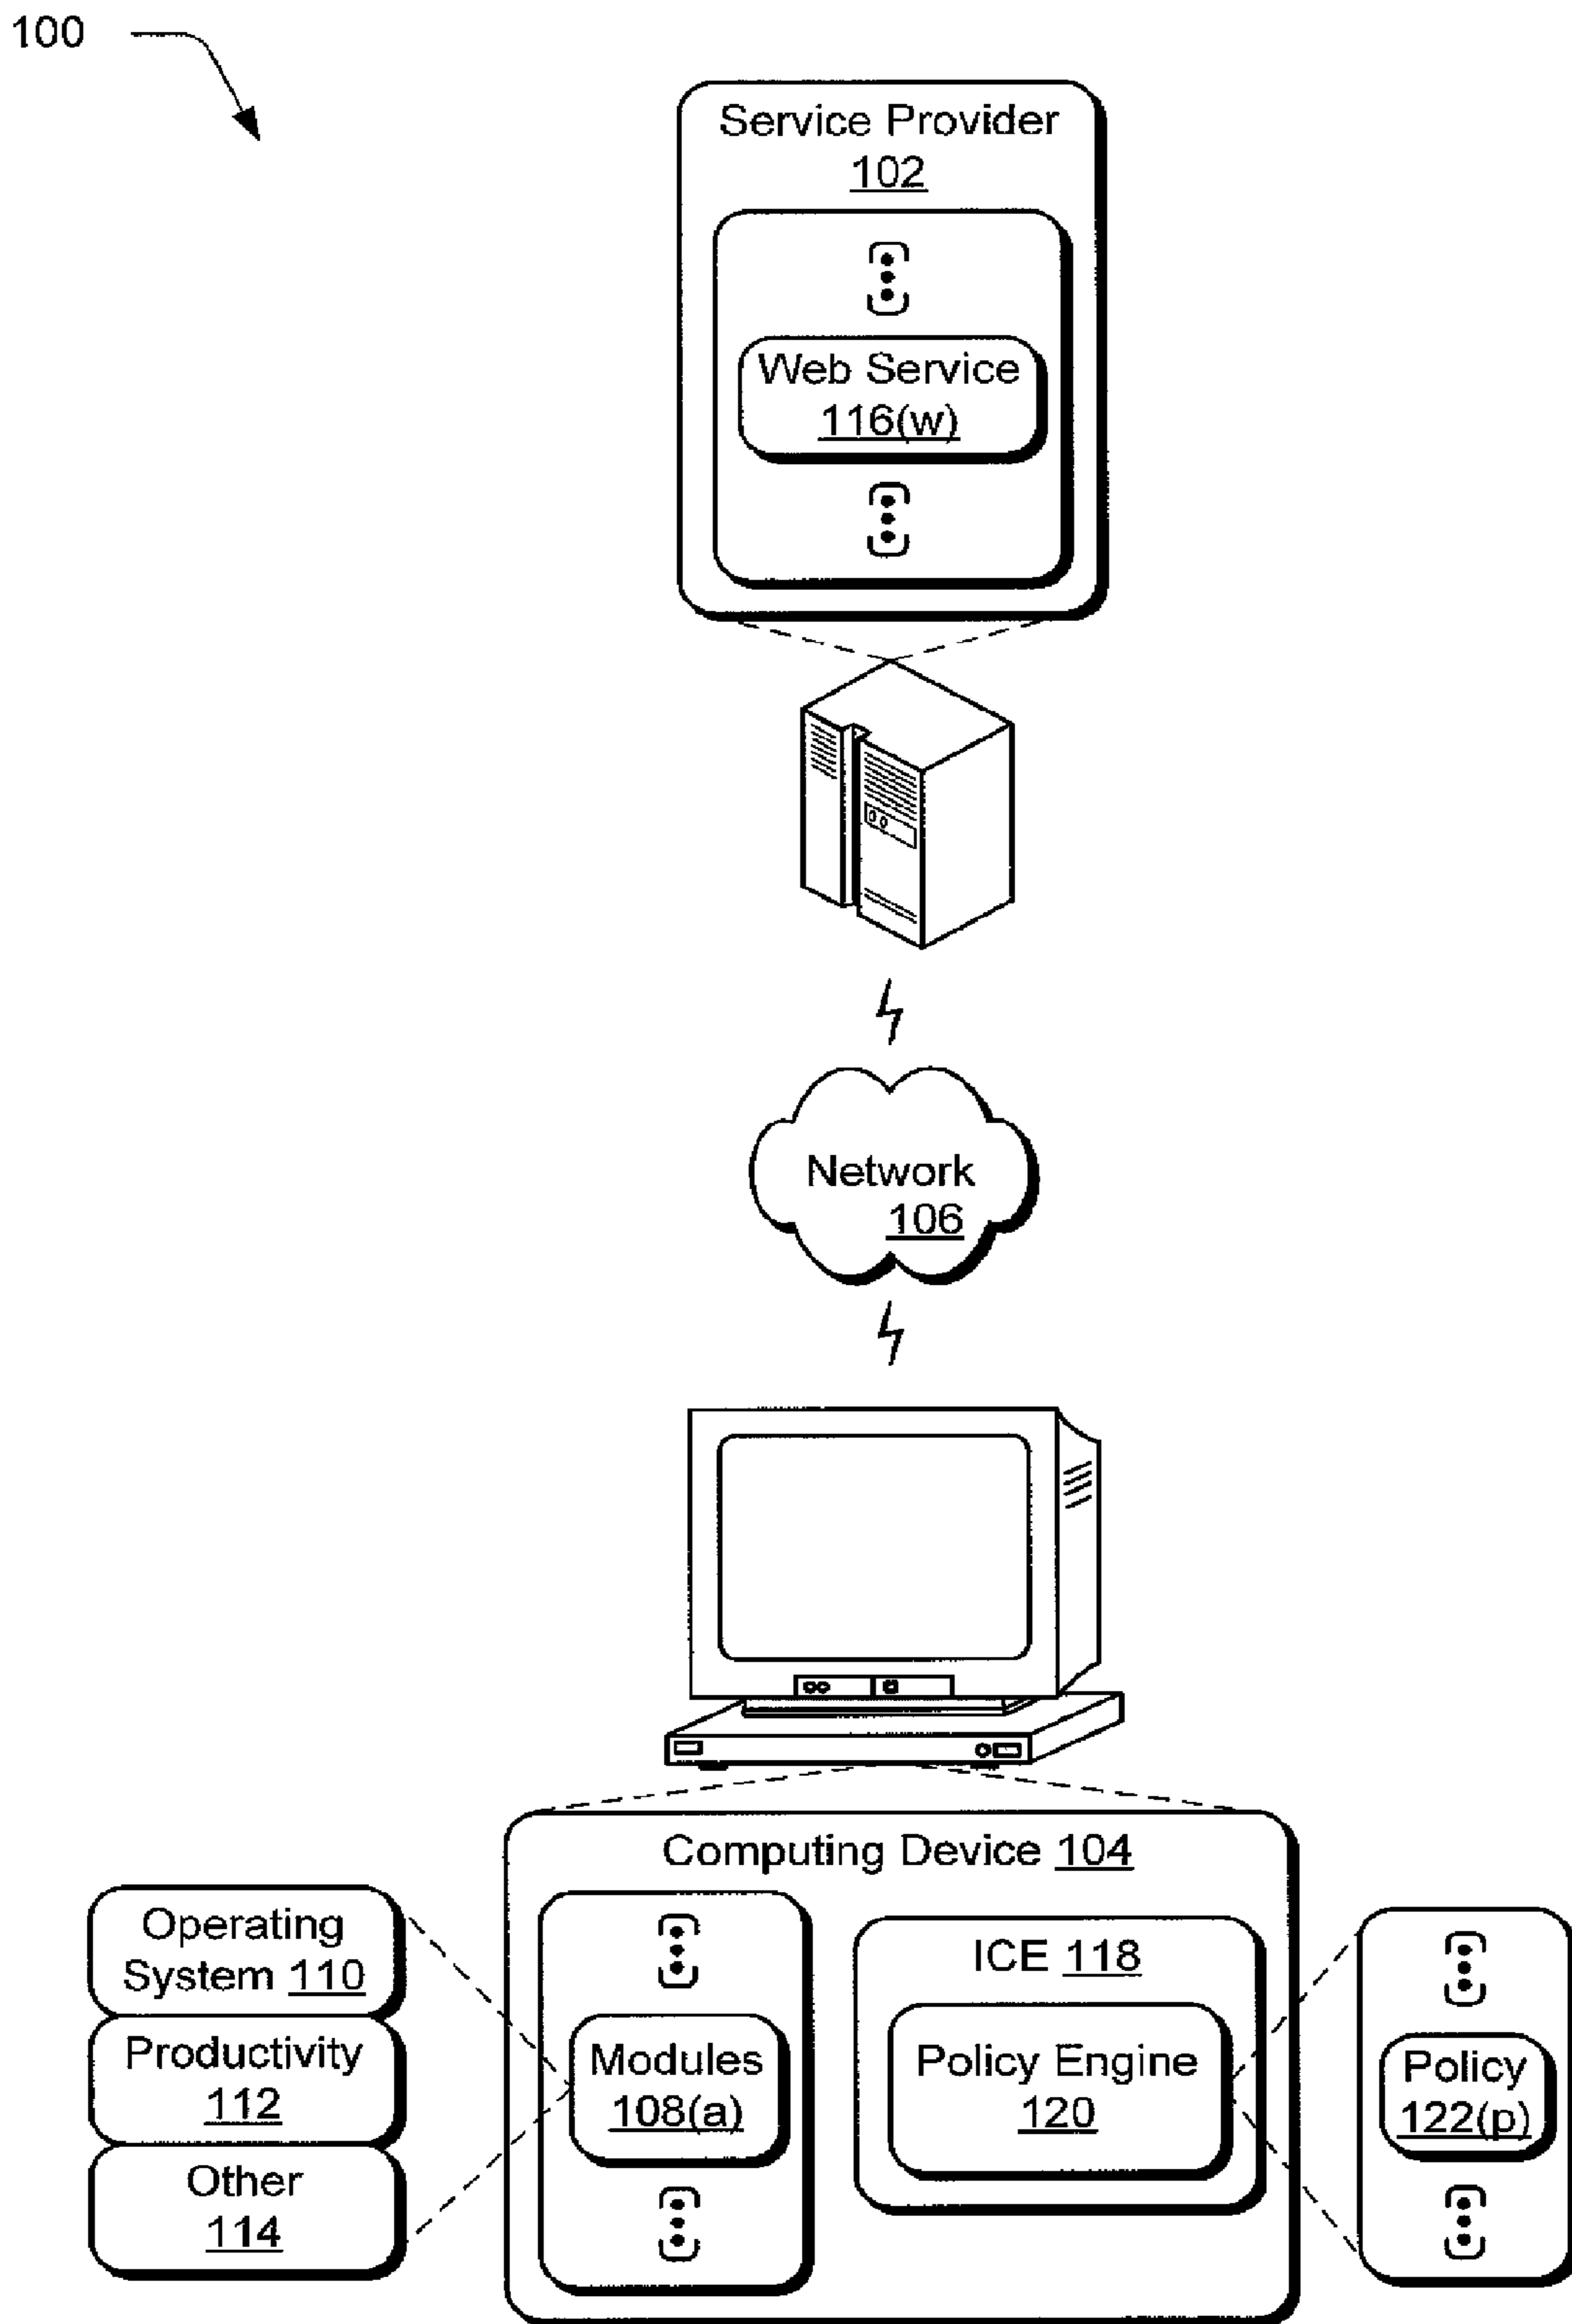 100
Service Provider
102
Web Service
116(w)
Network
106
Computing Device 104
Operating
System 110
Productivity
112
Other
114
Modules
108(a)
ICE 118
Policy Engine
120
Policy
122(p)